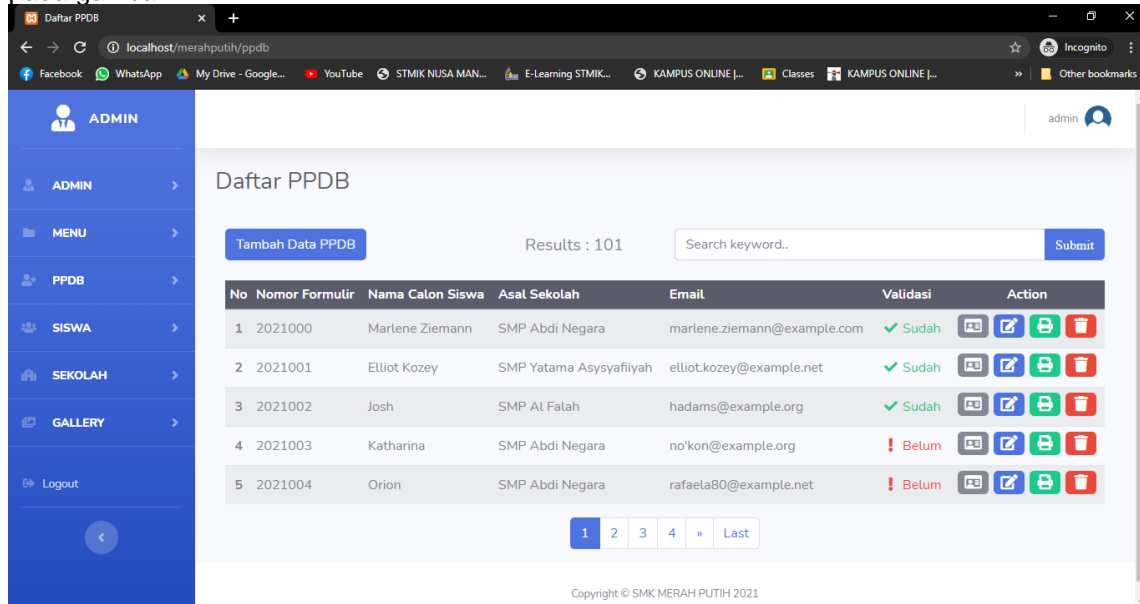 Daftar PPDB
localhost/merahputih/ppdb
Incognito
Facebook WhatsApp My Drive - Google... YouTube STMIK NUSA MAN... E-Learning STMIK... KAMPUS ONLINE |... Classes KAMPUS ONLINE |... » Other bookmarks
ADMIN
admin
ADMIN
MENU
PPDB
SISWA
SEKOLAH
GALLERY
Logout
Daftar PPDB
Tambah Data PPDB Results : 101 Search keyword.. Submit
No Nomor Formulir Nama Calon Siswa Asal Sekolah Email Validasi Action
1 2021000 Marlene Ziemann SMP Abdi Negara marlene.ziemann@example.com Sudah
2 2021001 Elliot Kozey SMP Yatama Asysyafiiyah elliot.kozey@example.net Sudah
3 2021002 Josh SMP Al Falah hadams@example.org Sudah
4 2021003 Katharina SMP Abdi Negara no'kon@example.org ! Belum
5 2021004 Orion SMP Abdi Negara rafaela80@example.net ! Belum
1 2 3 4 » Last
Copyright © SMK MERAH PUTIH 2021